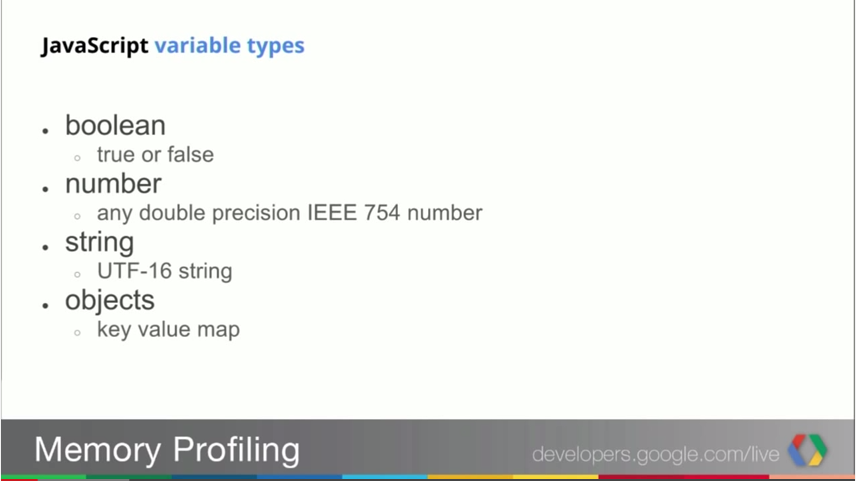 JavaScript variable types
• boolean
○ true or false
• number
○ any double precision IEEE 754 number
• string
○ UTF-16 string
• objects
○ key value map
Memory Profiling
developers.google.com/live